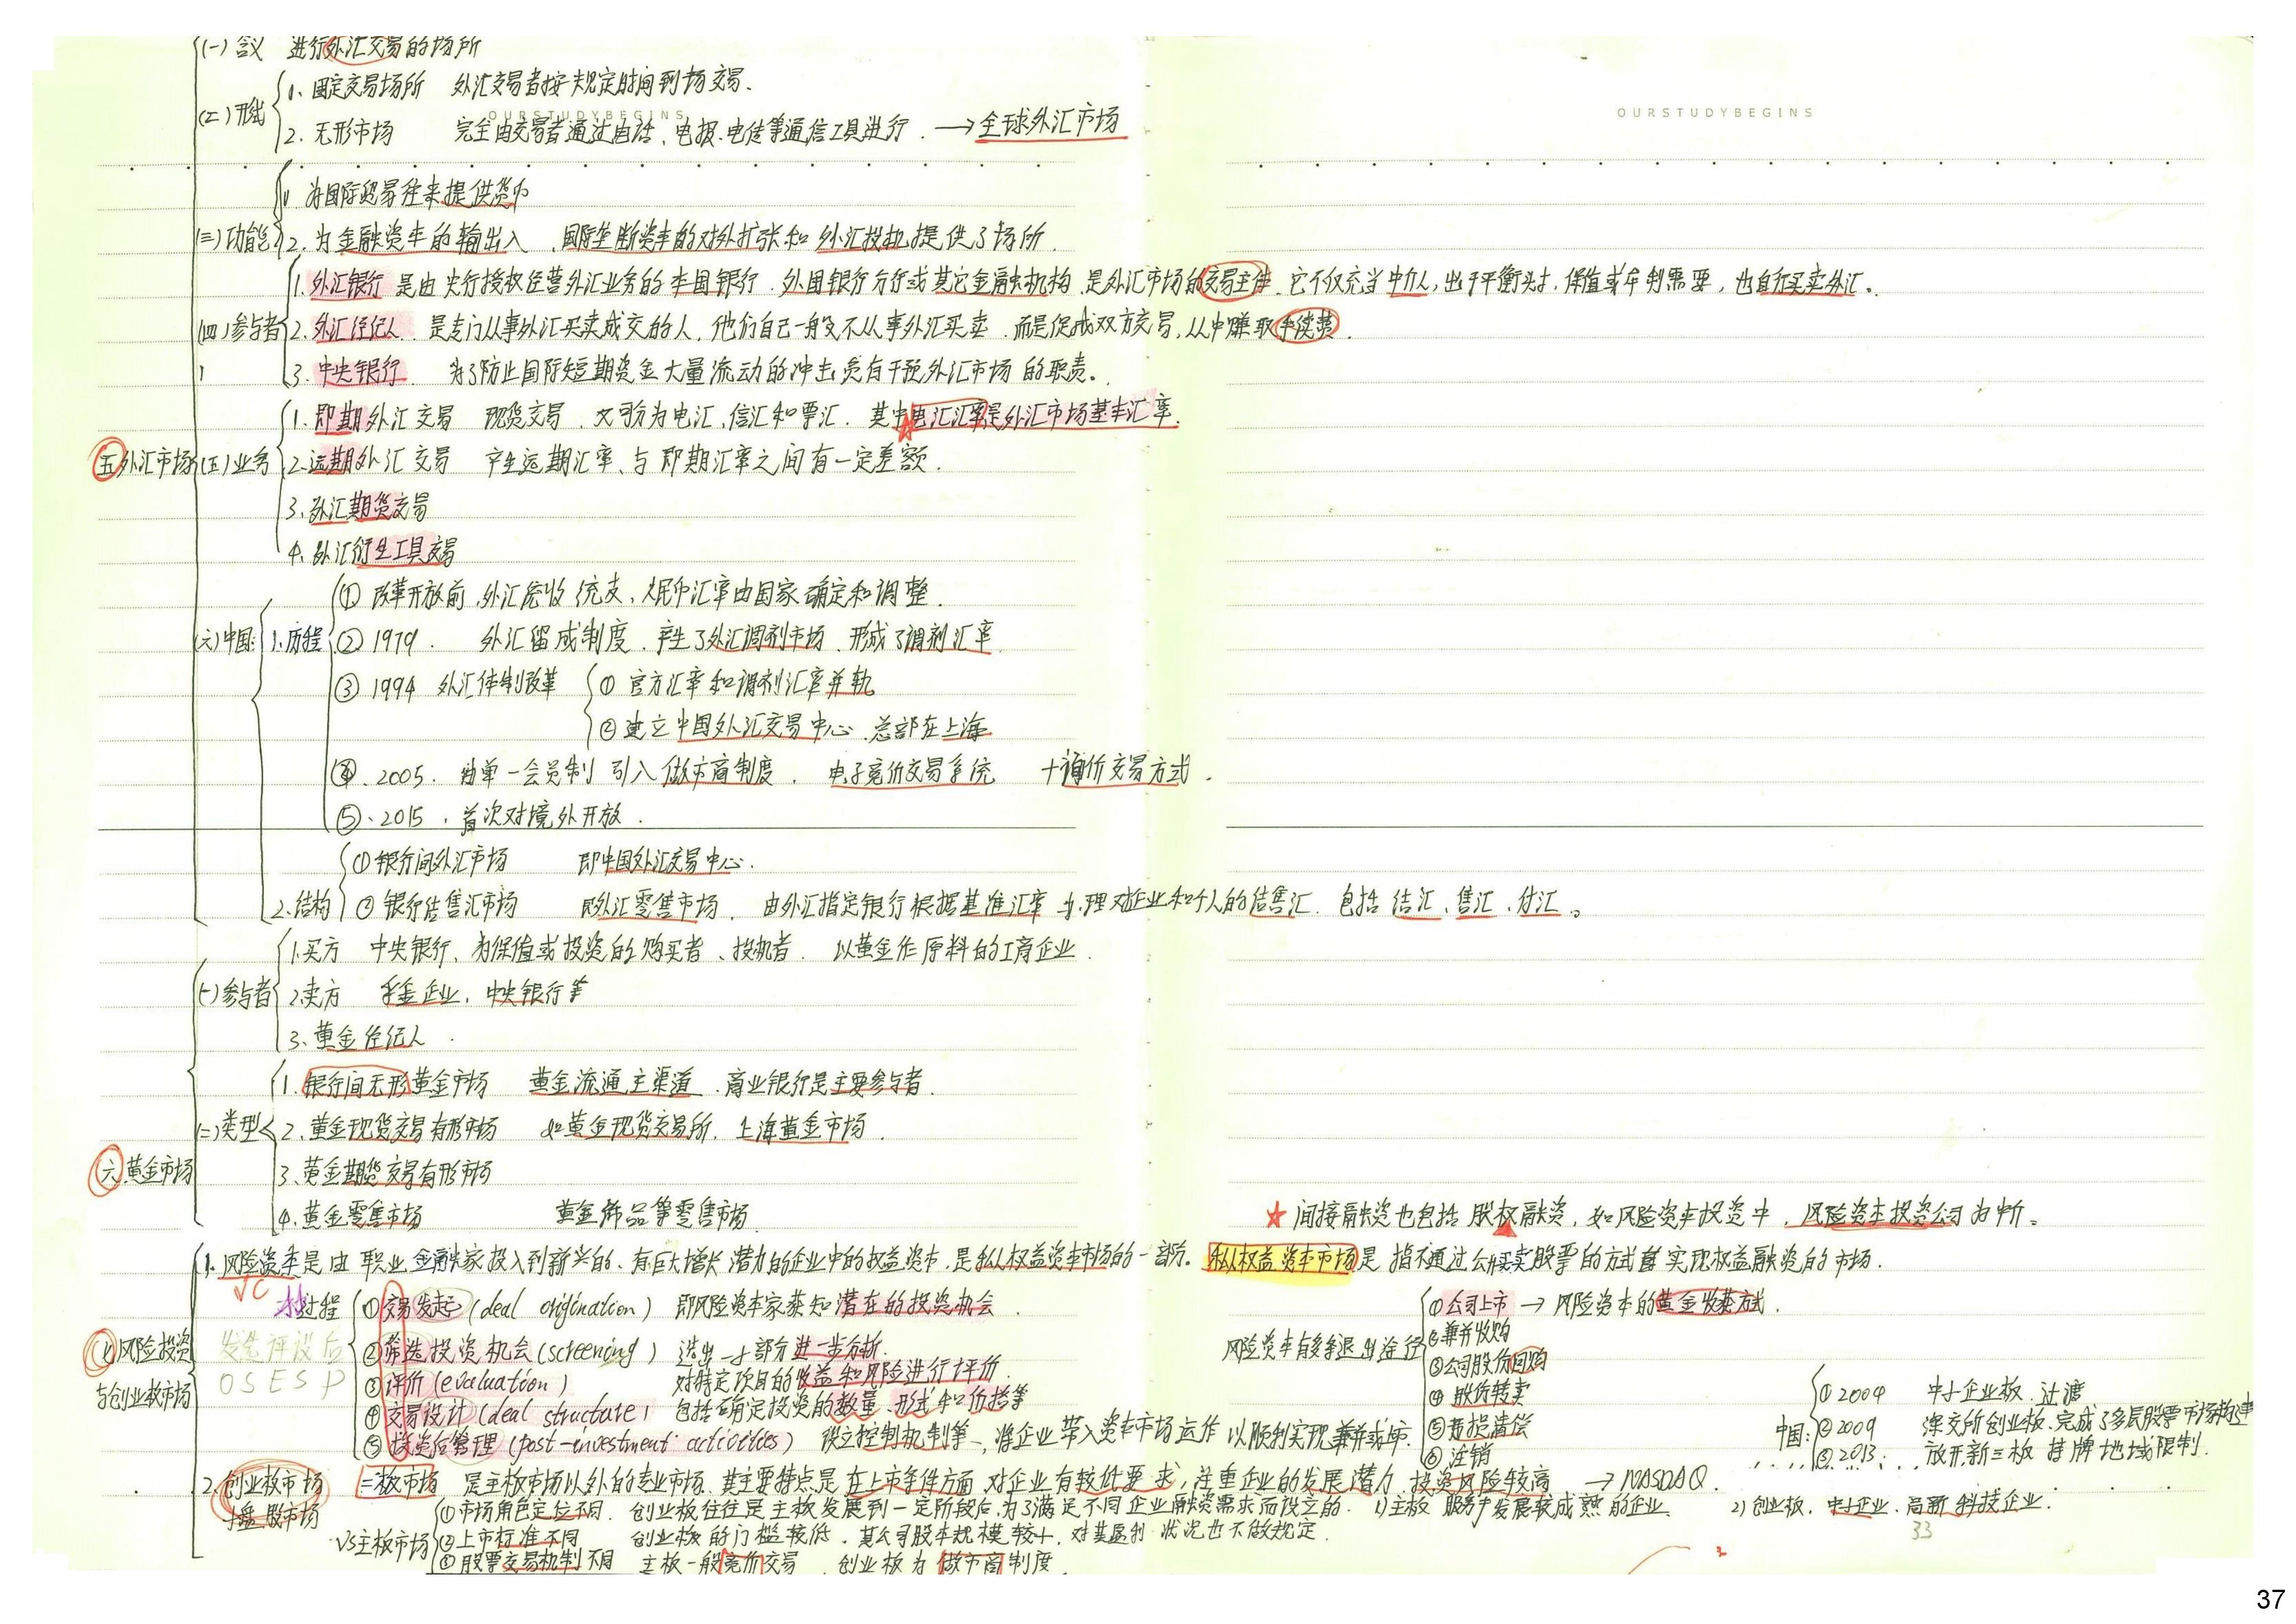 (一) 含义 进行外汇交易的场所
1. 固定交易场所 外汇交易者按规定时间到场交易.
(二) 形式
OURSTUDYBEGINS
OURSTUDYBEGINS
2. 无形市场 完全由交易者通过电话、电报、电传等通信工具进行. → 全球外汇市场
1. 为国际贸易往来提供货币
(三) 功能 2. 为金融资本的输出入、国际垄断资本的对外扩张和外汇投机提供了场所.
1. 外汇银行 是由央行授权经营外汇业务的本国银行、外国银行分行或其它金融机构,是外汇市场的交易主体.它不仅充当中介人,出于平衡头寸,保值或牟利需要,也自行买卖外汇。
(四) 参与者 2. 外汇经纪人 是专门从事外汇买卖成交的人,他们自己一般不从事外汇买卖.而是促成双方交易,从中赚取手续费.
3. 中央银行. 为了防止国际短期资金大量流动的冲击负有干预外汇市场的职责。
1. 即期外汇交易 现货交易、又可分为电汇、信汇和票汇.其中电汇汇率是外汇市场基本汇率.
五 外汇市场 (五) 业务 2. 远期外汇交易 产生远期汇率、与即期汇率之间有一定差额.
3. 外汇期货交易
4. 外汇衍生工具交易
① 改革开放前,外汇统收统支、人民币汇率由国家确定和调整.
(六) 中国: 1. 历程 ② 1979. 外汇留成制度.产生了外汇调剂市场.形成了调剂汇率
③ 1994 外汇体制改革 ① 官方汇率和调剂汇率并轨
② 建立中国外汇交易中心.总部在上海
④. 2005. 由单一会员制引入做市商制度. 电子竞价交易系统 + 询价交易方式.
⑤. 2015. 首次对境外开放.
① 银行间外汇市场 即中国外汇交易中心.
2. 结构 ② 银行结售汇市场 即外汇零售市场. 由外汇指定银行根据基准汇率办理对企业和个人的结售汇. 包括结汇、售汇、付汇。
1. 买方 中央银行、为保值或投资的购买者、投机者. 以黄金作原料的工商企业.
(一) 参与者 2. 卖方 采金企业、中央银行等
3. 黄金经纪人.
1. 银行间无形黄金市场 黄金流通主渠道.商业银行是主要参与者.
(二) 类型 2. 黄金现货交易有形市场 如黄金现货交易所、上海黄金市场.
六 黄金市场 3. 黄金期货交易有形市场
4. 黄金零售市场 黄金饰品等零售市场
★ 间接融资也包括股权融资,如风险资本投资中,风险资本投资公司为中介。
1. 风险资本是由职业金融家投入到新兴的、有巨大增长潜力的企业中的权益资本,是私人权益资本市场的一部分。私人权益资本市场是指不通过公开买卖股票的方式实现权益融资的市场.
VC
过程 ① 交易发起 (deal origination) 即风险资本家获知潜在的投资机会.
① 公司上市 → 风险资本的黄金收获方式.
七 风险投资与创业板市场
发选评设后
② 筛选投资机会 (screening) 选出一小部分进一步分析.
风险资本有多条退出途径 ② 兼并收购
OSESP
③ 评价 (evaluation) 对特定项目的收益和风险进行评价
③ 公司股份回购
④ 交易设计 (deal structure) 包括确定投资的数量、形式和价格等
④ 股份转卖
⑤ 投资后管理 (post-investment activities) 设立控制机制等,将企业带入资本市场运作以顺利实现兼并或上市.
⑤ 亏损清偿
⑥ 注销
中国: ① 2004 中小企业板.过渡
② 2009 深交所创业板.完成了多层股票市场构建
③ 2013 放开新三板挂牌地域限制.
2. 创业板市场 二板市场 是主板市场以外的专业市场.其主要特点是在上市条件方面对企业有较低要求,注重企业的发展潜力.投资风险较高 → NASDAQ.
小盘股市场 ① 市场角色定位不同. 创业板往往是主板发展到一定阶段后,为了满足不同企业融资需求而设立的. 1) 主板 服务于发展较成熟的企业. 2) 创业板. 中小企业、高新科技企业.
VS主板市场 ② 上市标准不同 创业板的门槛较低.其公司股本规模较小,对其盈利状况也不做规定.
③ 股票交易机制不同 主板一般竞价交易.创业板为做市商制度.
33
37